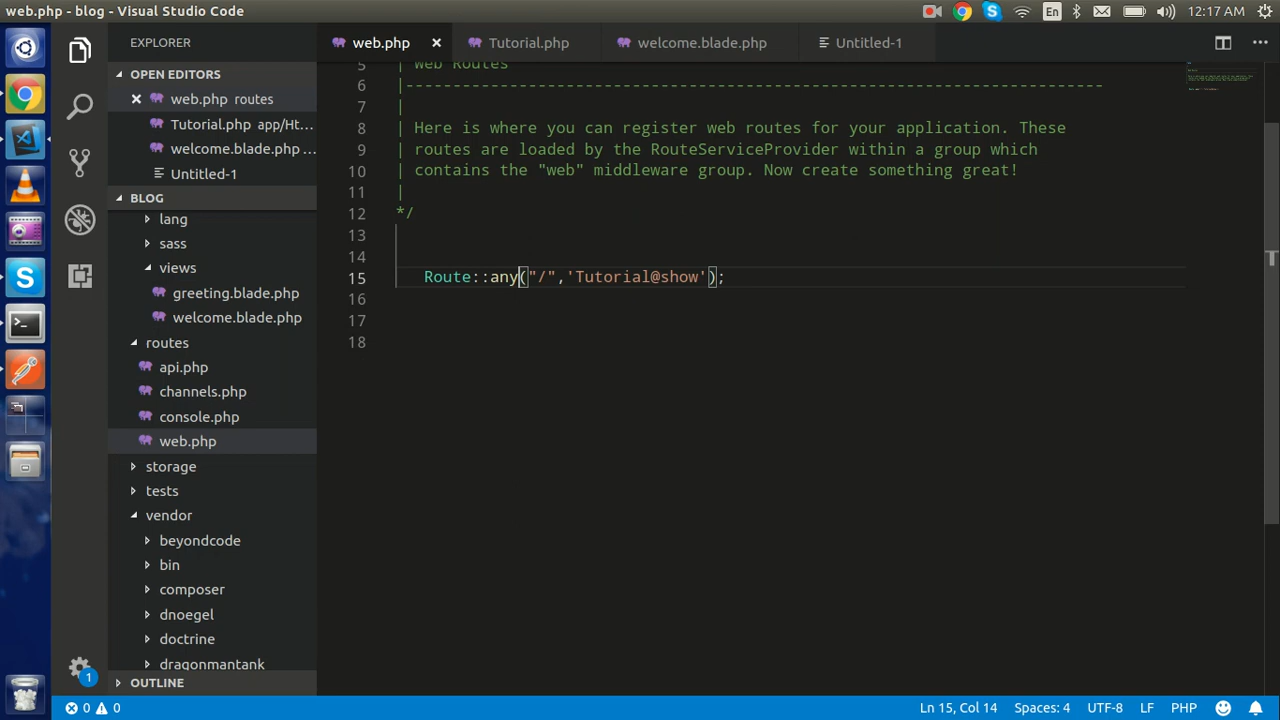 web.php - blog - Visual Studio Code
En
12:17 AM
EXPLORER
OPEN EDITORS
web.php routes
Tutorial.php app/Ht...
welcome.blade.php ...
Untitled-1
BLOG
lang
sass
views
greeting.blade.php
welcome.blade.php
routes
api.php
channels.php
console.php
web.php
storage
tests
vendor
beyondcode
bin
composer
dnoegel
doctrine
dragonmantank
OUTLINE
web.php
Tutorial.php
welcome.blade.php
Untitled-1
5 | Web Routes
6 |--------------------------------------------------------------------------
7 |
8 | Here is where you can register web routes for your application. These
9 | routes are loaded by the RouteServiceProvider within a group which
10 | contains the "web" middleware group. Now create something great!
11 |
12 */
13
14
15 Route::any("/",'Tutorial@show');
16
17
18
1
0 0
Ln 15, Col 14
Spaces: 4
UTF-8
LF
PHP